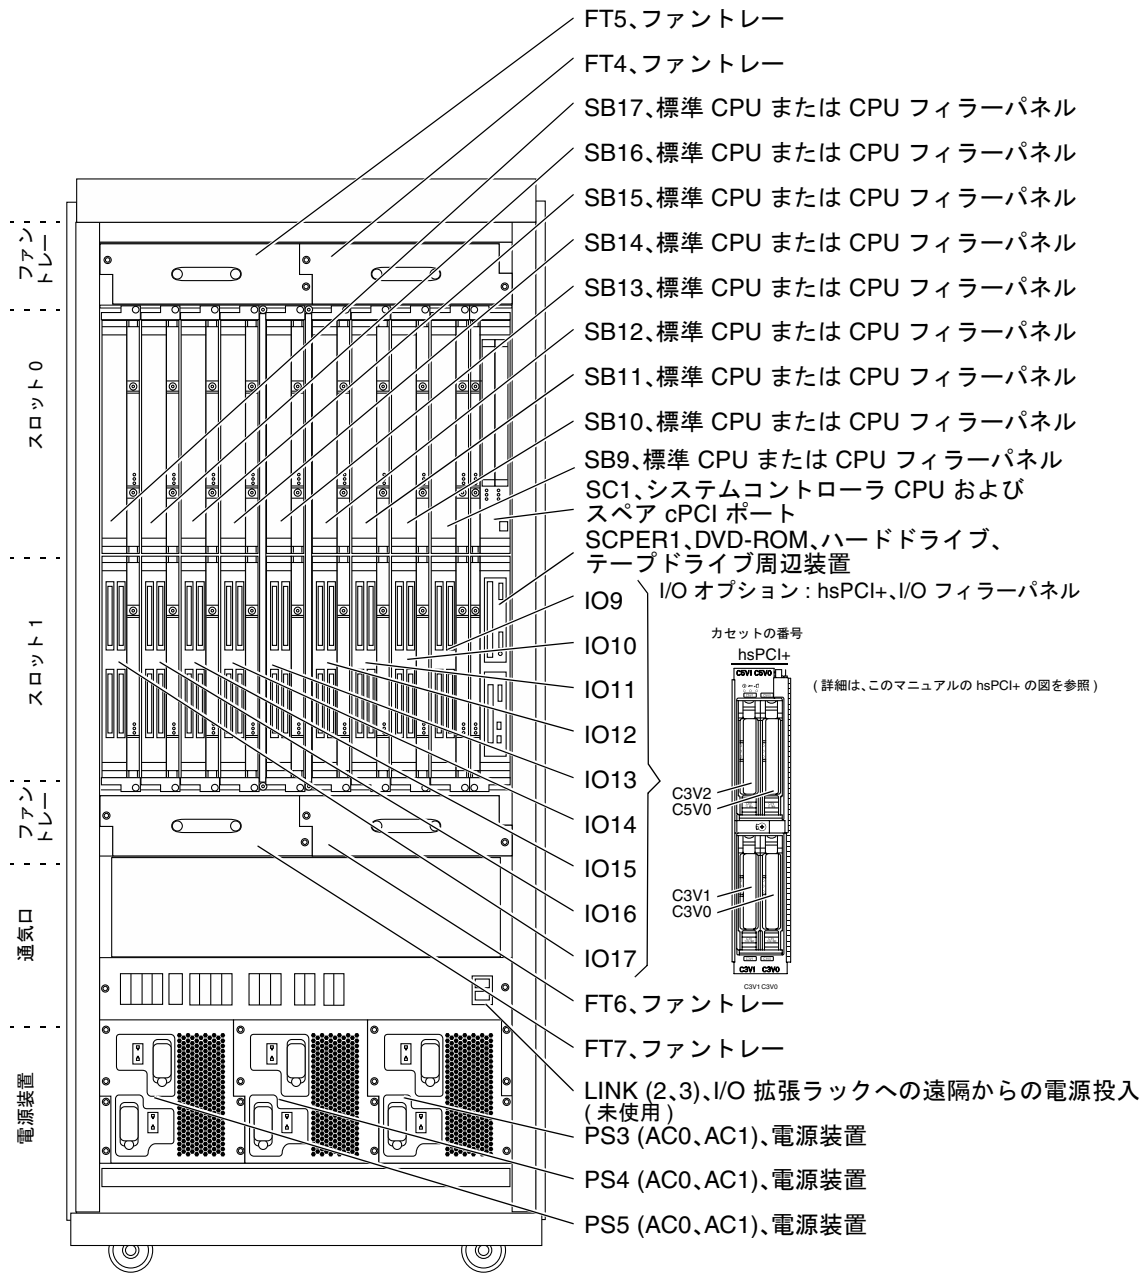 FT5、ファントレー
FT4、ファントレー
SB17、標準 CPU または CPU フィラーパネル
SB16、標準 CPU または CPU フィラーパネル
SB15、標準 CPU または CPU フィラーパネル
SB14、標準 CPU または CPU フィラーパネル
SB13、標準 CPU または CPU フィラーパネル
SB12、標準 CPU または CPU フィラーパネル
SB11、標準 CPU または CPU フィラーパネル
SB10、標準 CPU または CPU フィラーパネル
SB9、標準 CPU または CPU フィラーパネル
SC1、システムコントローラ CPU および
スペア cPCI ポート
SCPER1、DVD-ROM、ハードドライブ、
テープドライブ周辺装置
I/O オプション : hsPCI+、I/O フィラーパネル
IO9
IO10
IO11
IO12
IO13
IO14
IO15
IO16
IO17
カセットの番号
hsPCI+
C5V1 C5V0
( 詳細は、このマニュアルの hsPCI+ の図を参照 )
C3V2
C5V0
C3V1
C3V0
C3V1 C3V0
C3V1 C3V0
FT6、ファントレー
FT7、ファントレー
LINK (2、3)、I/O 拡張ラックへの遠隔からの電源投入
( 未使用 )
PS3 (AC0、AC1)、電源装置
PS4 (AC0、AC1)、電源装置
PS5 (AC0、AC1)、電源装置
ファン
トレー
スロット 0
スロット 1
ファン
トレー
通気口
電源装置